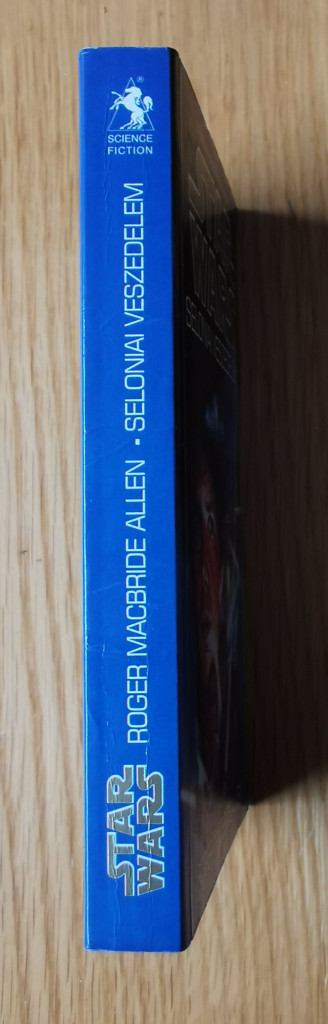 ®
SCIENCE
FICTION
ROGER MACBRIDE ALLEN · SELONIAI VESZEDELEM
STAR
WARS